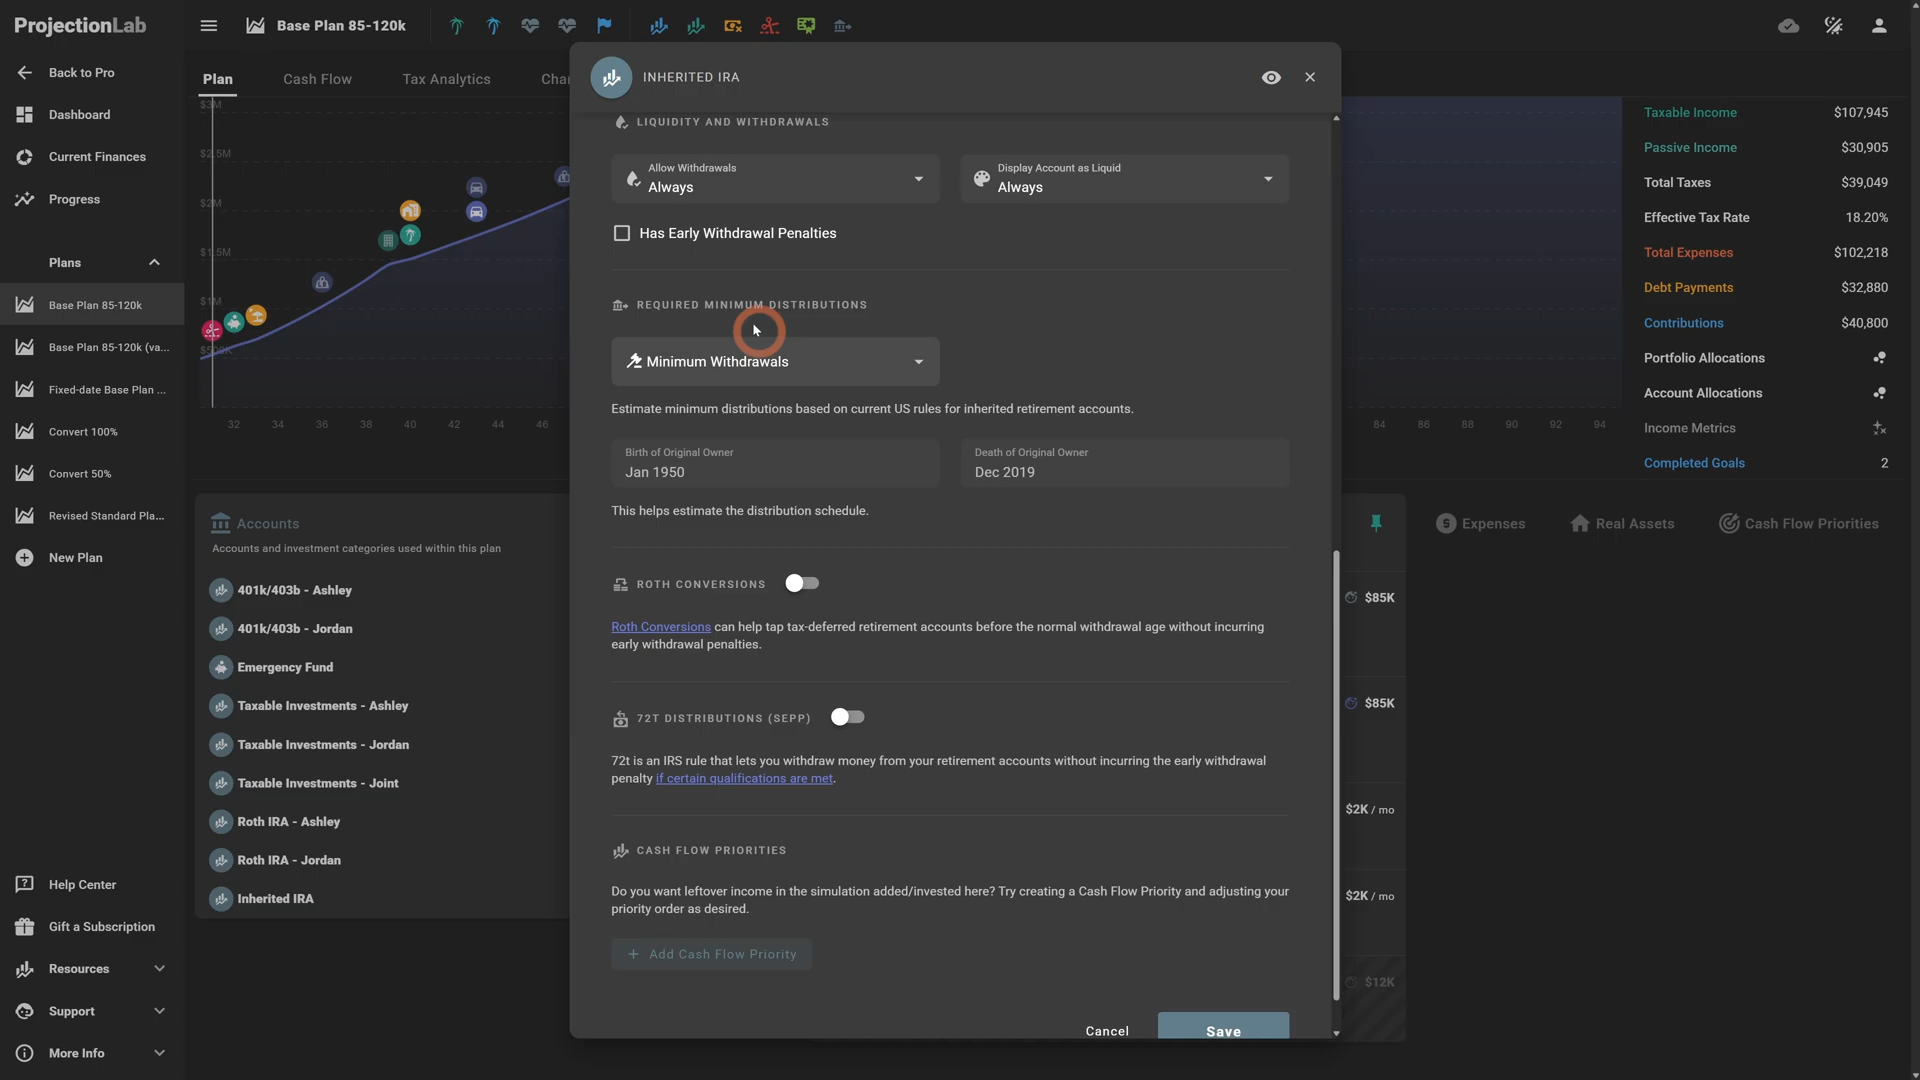 ProjectionLab
Base Plan 85-120k
Back to Pro
Dashboard
Current Finances
Progress
Plans
Base Plan 85-120k
Base Plan 85-120k (va...
Fixed-date Base Plan ...
Convert 100%
Convert 50%
Revised Standard Pla...
New Plan
Help Center
Gift a Subscription
Resources
Support
More Info
Plan
Cash Flow
Tax Analytics
$3M
$2.5M
$2M
$1.5M
$1M
$500K
32 34 36 38 40 42 44 46
84 86 88 90 92 94
Accounts
Accounts and investment categories used within this plan
401k/403b - Ashley
401k/403b - Jordan
Emergency Fund
Taxable Investments - Ashley
Taxable Investments - Jordan
Taxable Investments - Joint
Roth IRA - Ashley
Roth IRA - Jordan
Inherited IRA
INHERITED IRA
LIQUIDITY AND WITHDRAWALS
Allow Withdrawals
Always
Display Account as Liquid
Always
Has Early Withdrawal Penalties
REQUIRED MINIMUM DISTRIBUTIONS
Minimum Withdrawals
Estimate minimum distributions based on current US rules for inherited retirement accounts.
Birth of Original Owner
Jan 1950
Death of Original Owner
Dec 2019
This helps estimate the distribution schedule.
ROTH CONVERSIONS
Roth Conversions can help tap tax-deferred retirement accounts before the normal withdrawal age without incurring
early withdrawal penalties.
72T DISTRIBUTIONS (SEPP)
72t is an IRS rule that lets you withdraw money from your retirement accounts without incurring the early withdrawal
penalty if certain qualifications are met.
CASH FLOW PRIORITIES
Do you want leftover income in the simulation added/invested here? Try creating a Cash Flow Priority and adjusting your
priority order as desired.
+ Add Cash Flow Priority
Cancel
Save
Taxable Income $107,945
Passive Income $30,905
Total Taxes $39,049
Effective Tax Rate 18.20%
Total Expenses $102,218
Debt Payments $32,880
Contributions $40,800
Portfolio Allocations
Account Allocations
Income Metrics
Completed Goals 2
Expenses
Real Assets
Cash Flow Priorities
$85K
$85K
$2K / mo
$2K / mo
$12K